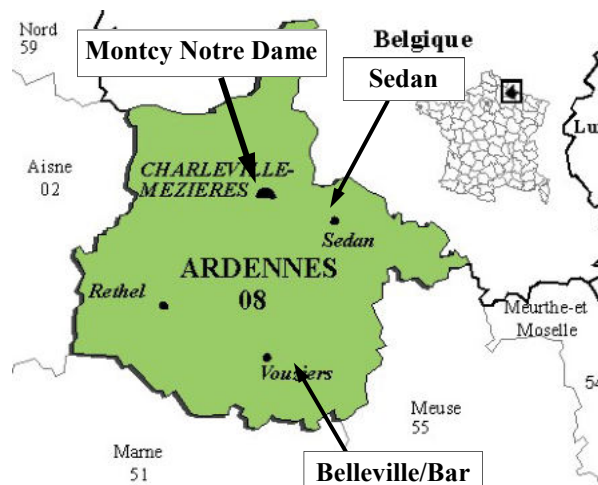 Nord
59
Montcy Notre Dame
Belgique
Sedan
Lu
Aisne
02
CHARLEVILLE-
MEZIERES
Sedan
ARDENNES
08
Rethel
Meurthe-et
Moselle
Vouziers
54
Meuse
55
Marne
51
Belleville/Bar